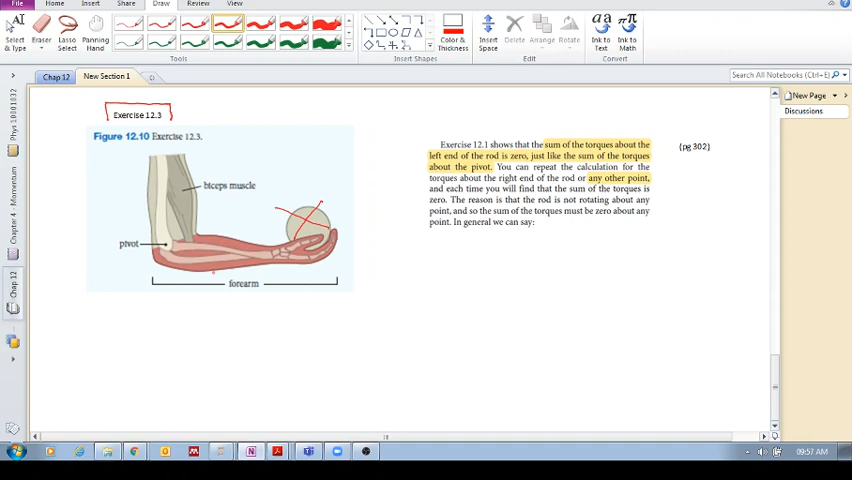 File
Home
Insert
Draw
View
Select & Type
Eraser
Lasso Select
Panning Hand
Color & Thickness
Insert Space
Delete
Arrange
Rotate
Ink to Text
Ink to Math
Tools
Insert Shapes
Edit
Convert
Chap 12
New Section 1
Search All Notebooks (Ctrl+E)
New Page
Discussions
Phys 10001032
Chapter 4 - Momentum
Chap 12
Exercise 12.3
Figure 12.10 Exercise 12.3.
biceps muscle
pivot
forearm
Exercise 12.1 shows that the sum of the torques about the
left end of the rod is zero, just like the sum of the torques
about the pivot. You can repeat the calculation for the
torques about the right end of the rod or any other point,
and each time you will find that the sum of the torques is
zero. The reason is that the rod is not rotating about any
point, and so the sum of the torques must be zero about any
point. In general we can say:
(pg 302)
09:57 AM